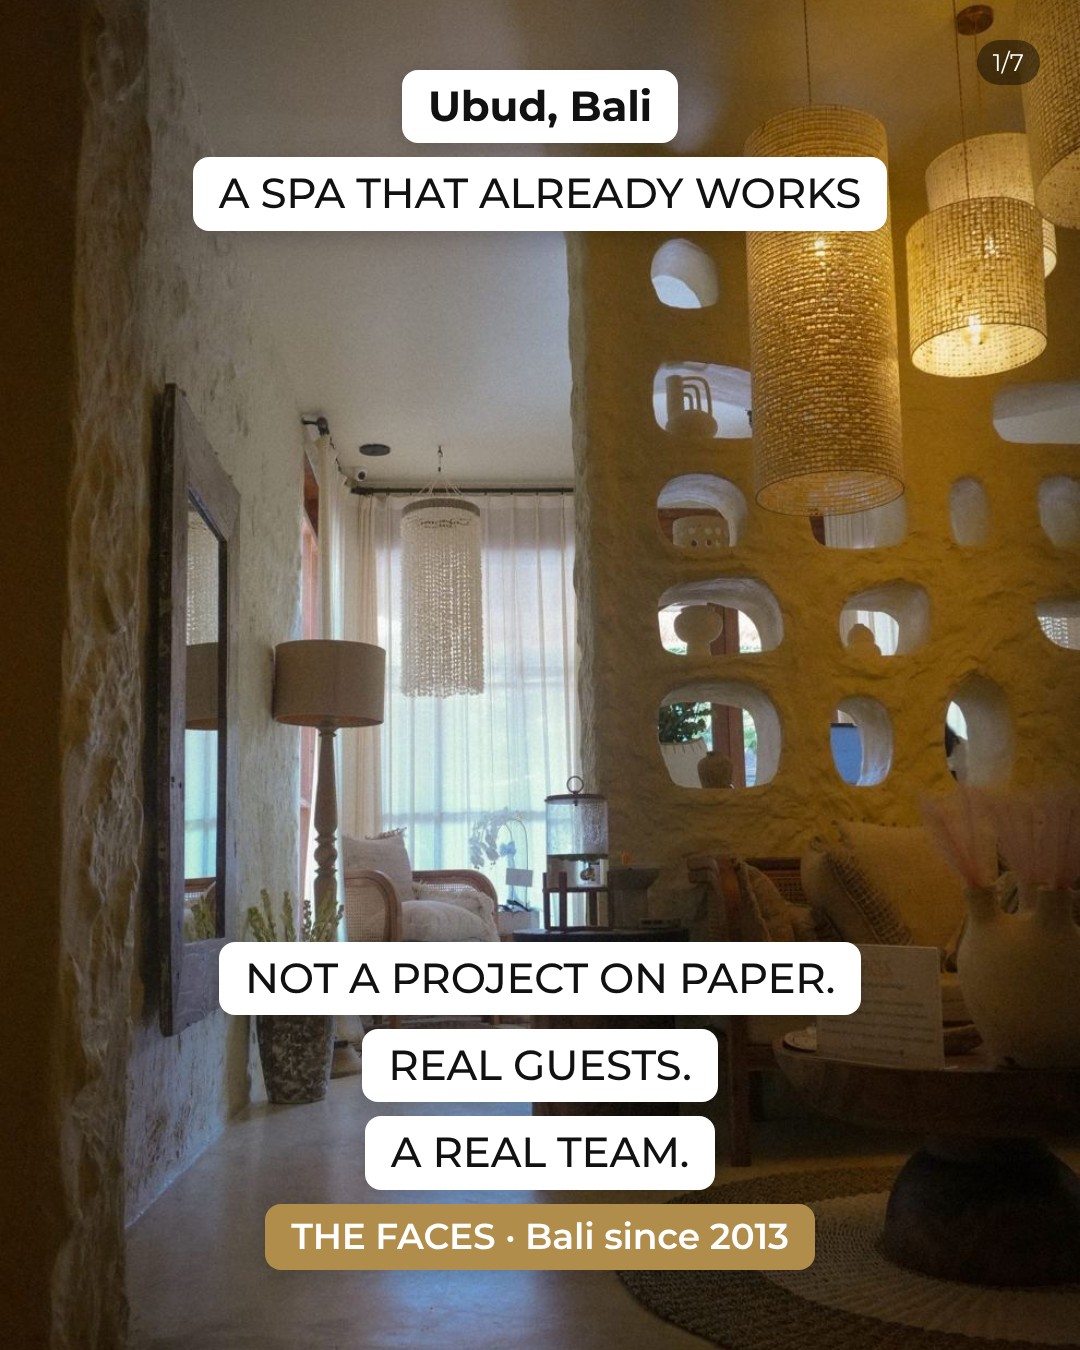 1/7
Ubud, Bali
A SPA THAT ALREADY WORKS
NOT A PROJECT ON PAPER.
REAL GUESTS.
A REAL TEAM.
THE FACES · Bali since 2013